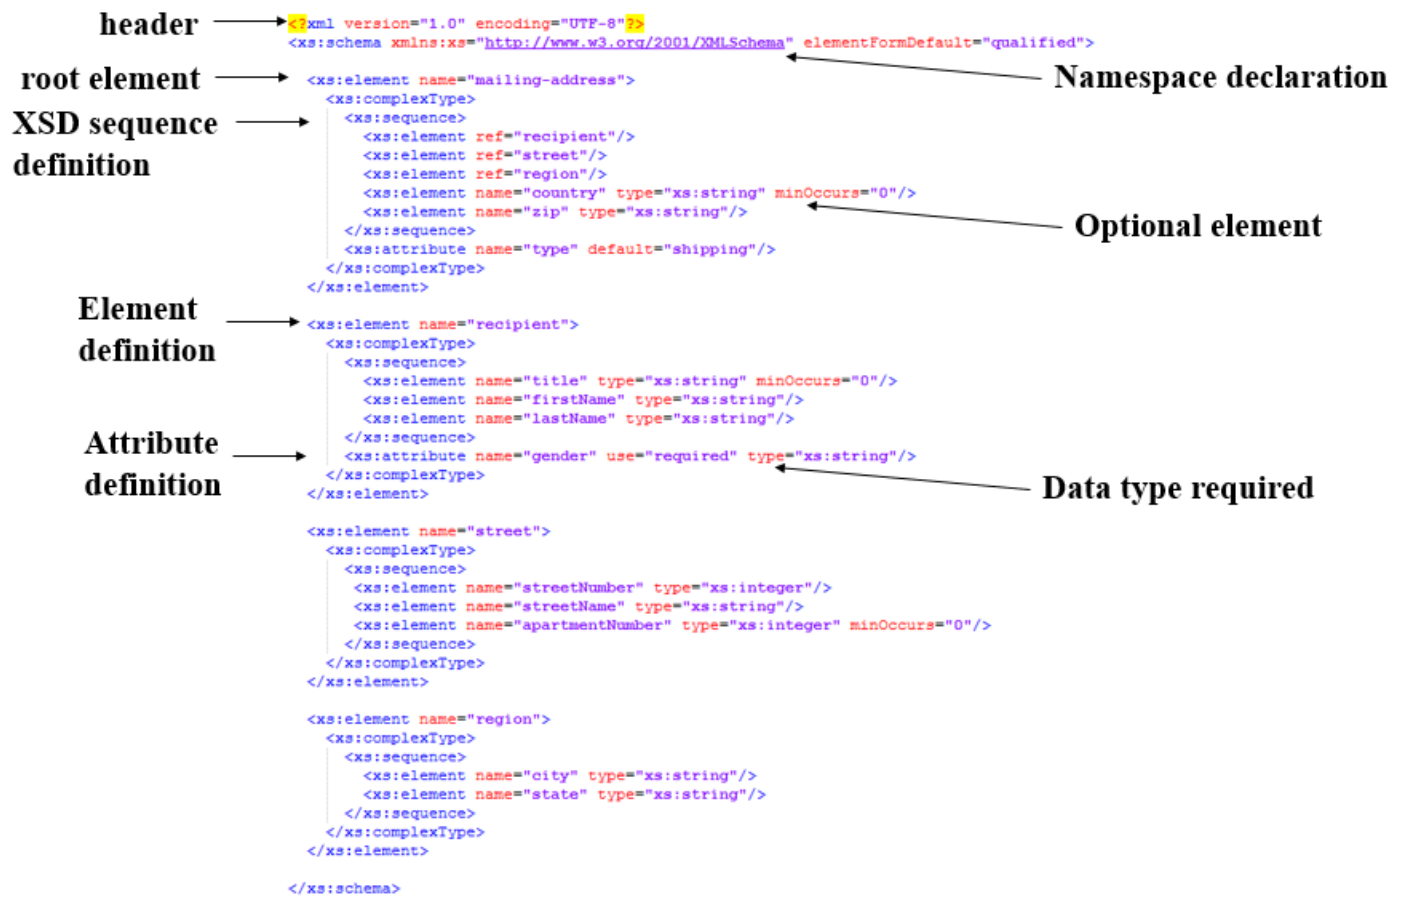 header
<?xml version="1.0" encoding="UTF-8"?>
<xs:schema xmlns:xs="http://www.w3.org/2001/XMLSchema" elementFormDefault="qualified">
Namespace declaration
root element
<xs:element name="mailing-address">
<xs:complexType>
XSD sequence
definition
<xs:sequence>
<xs:element ref="recipient"/>
<xs:element ref="street"/>
<xs:element ref="region"/>
<xs:element name="country" type="xs:string" minOccurs="0"/>
Optional element
<xs:element name="zip" type="xs:string"/>
</xs:sequence>
<xs:attribute name="type" default="shipping"/>
</xs:complexType>
</xs:element>
Element
definition
<xs:element name="recipient">
<xs:complexType>
<xs:sequence>
<xs:element name="title" type="xs:string" minOccurs="0"/>
<xs:element name="firstName" type="xs:string"/>
<xs:element name="lastName" type="xs:string"/>
</xs:sequence>
Attribute
definition
<xs:attribute name="gender" use="required" type="xs:string"/>
Data type required
</xs:complexType>
</xs:element>
<xs:element name="street">
<xs:complexType>
<xs:sequence>
<xs:element name="streetNumber" type="xs:integer"/>
<xs:element name="streetName" type="xs:string"/>
<xs:element name="apartmentNumber" type="xs:integer" minOccurs="0"/>
</xs:sequence>
</xs:complexType>
</xs:element>
<xs:element name="region">
<xs:complexType>
<xs:sequence>
<xs:element name="city" type="xs:string"/>
<xs:element name="state" type="xs:string"/>
</xs:sequence>
</xs:complexType>
</xs:element>
</xs:schema>